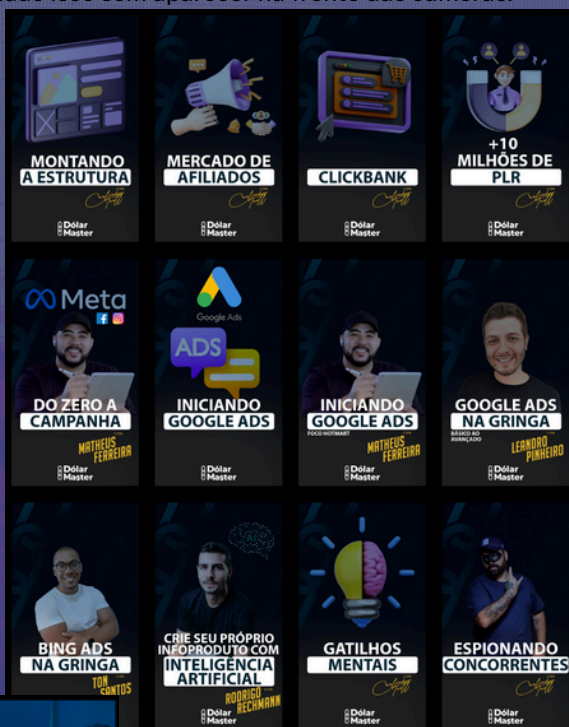 MONTANDO
A ESTRUTURA
Dólar
Master
MERCADO DE
AFILIADOS
Dólar
Master
CLICKBANK
Dólar
Master
+10
MILHÕES DE
PLR
Dólar
Master
Meta
DO ZERO A
CAMPANHA
MATHEUS
FERREIRA
Dólar
Master
Google Ads
ADS
INICIANDO
GOOGLE ADS
Dólar
Master
INICIANDO
GOOGLE ADS
FOCO HOTMART
MATHEUS
FERREIRA
Dólar
Master
GOOGLE ADS
NA GRINGA
BÁSICO AO
AVANÇADO
LEANDRO
PINHEIRO
Dólar
Master
BING ADS
NA GRINGA
TON
SANTOS
AI
CRIE SEU PRÓPRIO
INFOPRODUTO COM
INTELIGÊNCIA
ARTIFICIAL
RODRIGO
RECHMANN
Dólar
Master
GATILHOS
MENTAIS
Dólar
Master
ESPIONANDO
CONCORRENTES
Dólar
Master